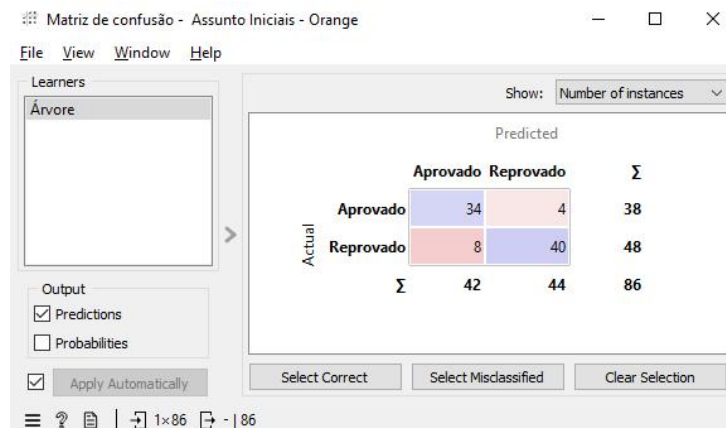 Matriz de confusão - Assunto Iniciais - Orange
File View Window Help
Learners
Árvore
Output
Predictions
Probabilities
Apply Automatically
Show: Number of instances
Predicted
Aprovado Reprovado Σ
Actual
Aprovado 34 4 38
Reprovado 8 40 48
Σ 42 44 86
Select Correct Select Misclassified Clear Selection
1×86 - | 86